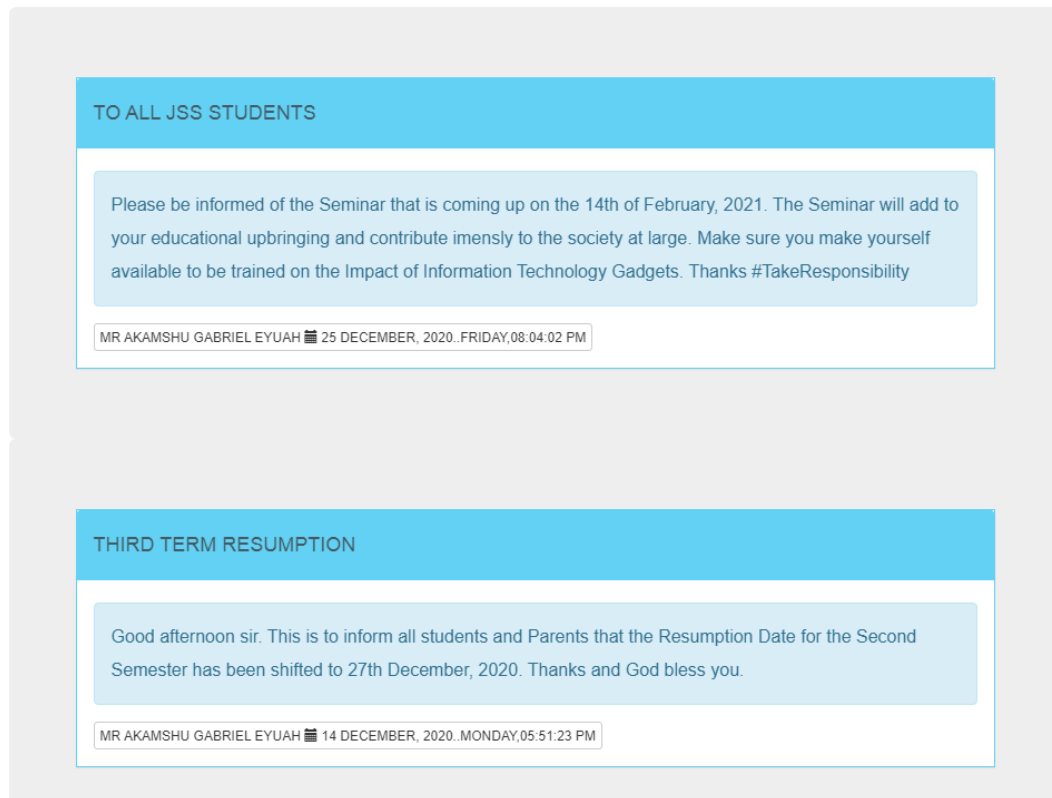 TO ALL JSS STUDENTS
Please be informed of the Seminar that is coming up on the 14th of February, 2021. The Seminar will add to
your educational upbringing and contribute imensly to the society at large. Make sure you make yourself
available to be trained on the Impact of Information Technology Gadgets. Thanks #TakeResponsibility
MR AKAMSHU GABRIEL EYUAH 25 DECEMBER, 2020..FRIDAY,08:04:02 PM
THIRD TERM RESUMPTION
Good afternoon sir. This is to inform all students and Parents that the Resumption Date for the Second
Semester has been shifted to 27th December, 2020. Thanks and God bless you.
MR AKAMSHU GABRIEL EYUAH 14 DECEMBER, 2020..MONDAY,05:51:23 PM